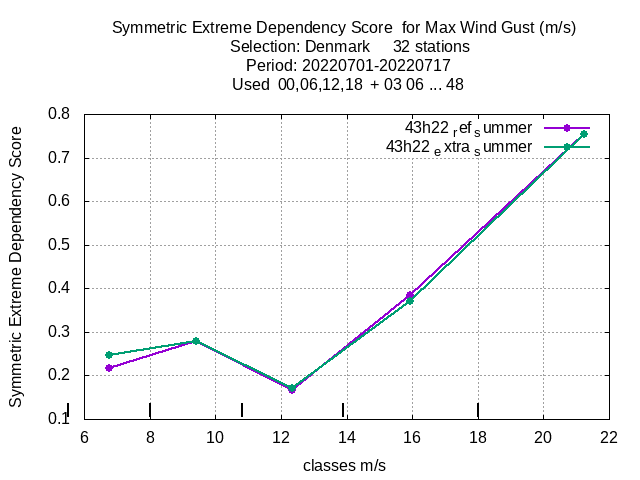 Symmetric Extreme Dependency Score for Max Wind Gust (m/s)
Selection: Denmark 32 stations
Period: 20220701-20220717
Used 00,06,12,18 + 03 06 ... 48
43h22 ref summer
43h22 extra summer
Symmetric Extreme Dependency Score
0.8
0.7
0.6
0.5
0.4
0.3
0.2
0.1
6 8 10 12 14 16 18 20 22
classes m/s